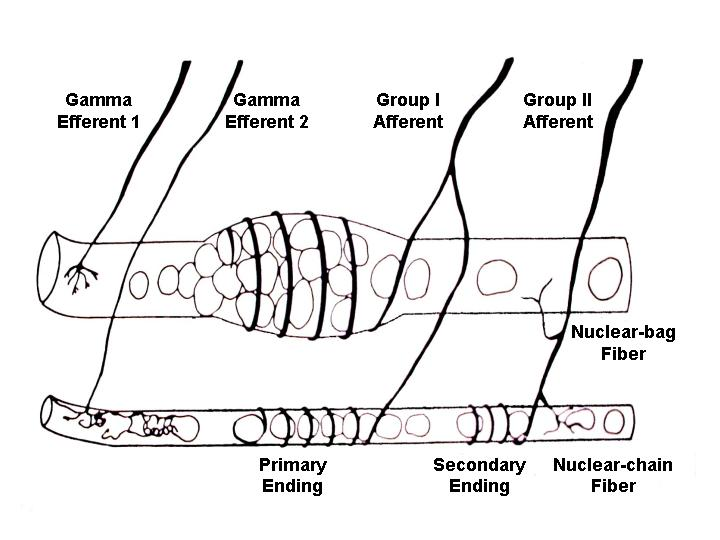 Gamma
Efferent 1
Gamma
Efferent 2
Group I
Afferent
Group II
Afferent
Nuclear-bag
Fiber
Primary
Ending
Secondary
Ending
Nuclear-chain
Fiber